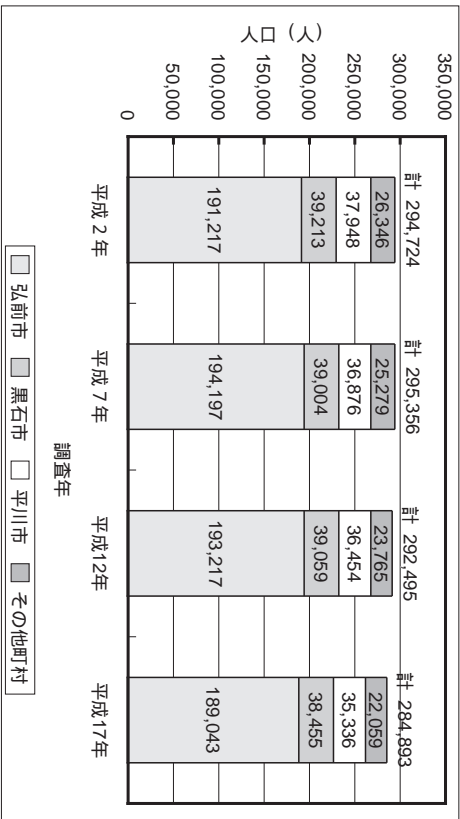 人口（人）
350,000
300,000
250,000
200,000
150,000
100,000
50,000
0
計 294,724
26,346
37,948
39,213
191,217
平成２年
計 295,356
25,279
36,876
39,004
194,197
平成７年
計 292,495
23,765
36,454
39,059
193,217
平成12年
計 284,893
22,059
35,336
38,455
189,043
平成17年
調査年
弘前市 黒石市 平川市 その他町村